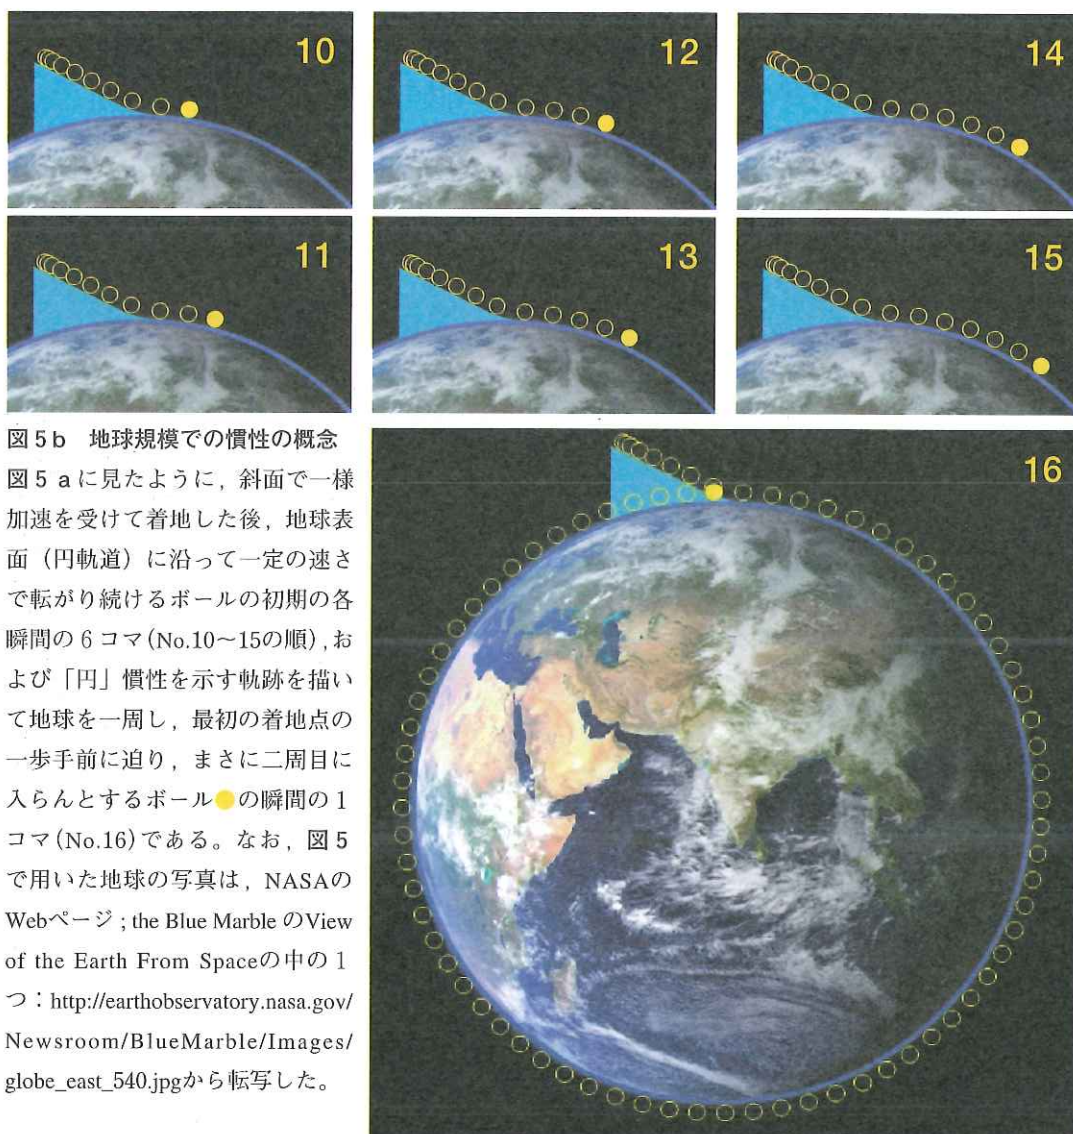 10
12
14
11
13
15
図5b 地球規模での慣性の概念
図5aに見たように，斜面で一様
加速を受けて着地した後，地球表
面（円軌道）に沿って一定の速さ
で転がり続けるボールの初期の各
瞬間の6コマ(No.10～15の順)，お
よび「円」慣性を示す軌跡を描い
て地球を一周し，最初の着地点の
一歩手前に迫り，まさに二周目に
入らんとするボール●の瞬間の1
コマ(No.16)である。なお，図5
で用いた地球の写真は，NASAの
Webページ；the Blue MarbleのView
of the Earth From Spaceの中の1
つ：http://earthobservatory.nasa.gov/
Newsroom/BlueMarble/Images/
globe_east_540.jpgから転写した。
16